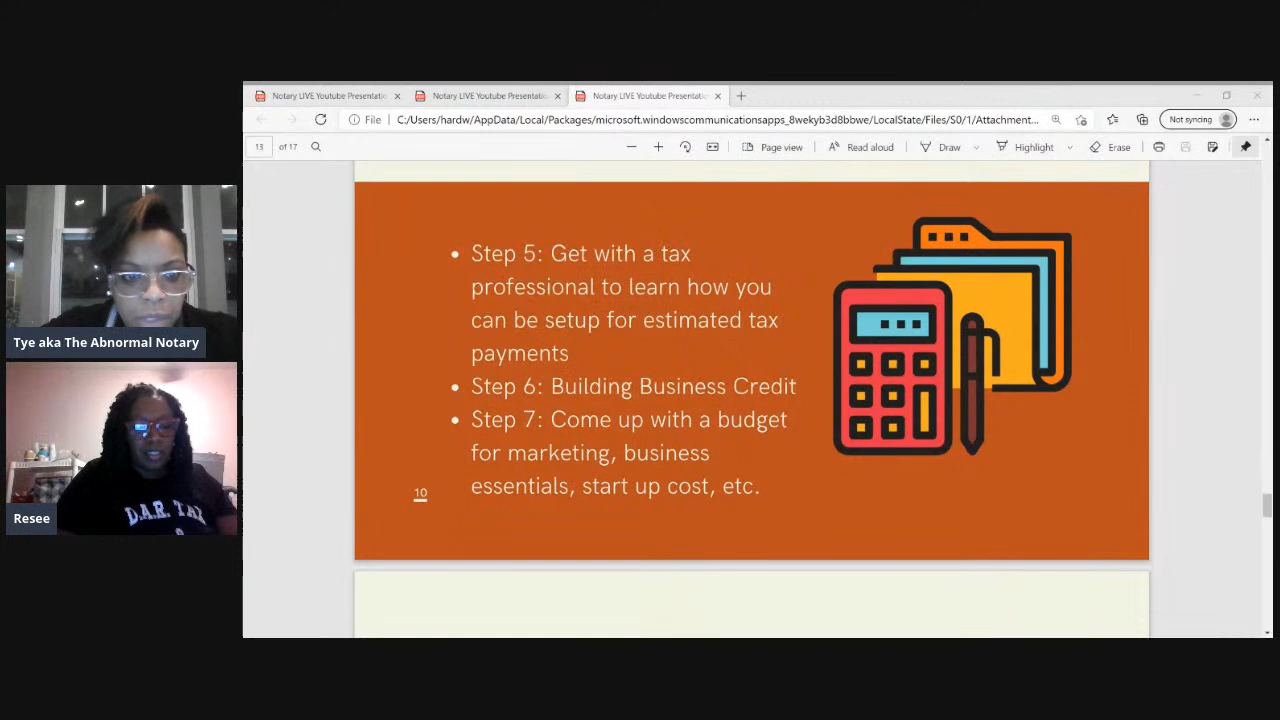 Notary LIVE Youtube Presentatio
Notary LIVE Youtube Presentatio
Notary LIVE Youtube Presentatio
File
C:/Users/hardw/AppData/Local/Packages/microsoft.windowscommunicationsapps_8wekyb3d8bbwe/LocalState/Files/S0/1/Attachment...
Not syncing
13 of 17
Page view
Read aloud
Draw
Highlight
Erase
• Step 5: Get with a tax
professional to learn how you
can be setup for estimated tax
payments
• Step 6: Building Business Credit
• Step 7: Come up with a budget
for marketing, business
essentials, start up cost, etc.
10
Tye aka The Abnormal Notary
D.A.R. TAX
Resee